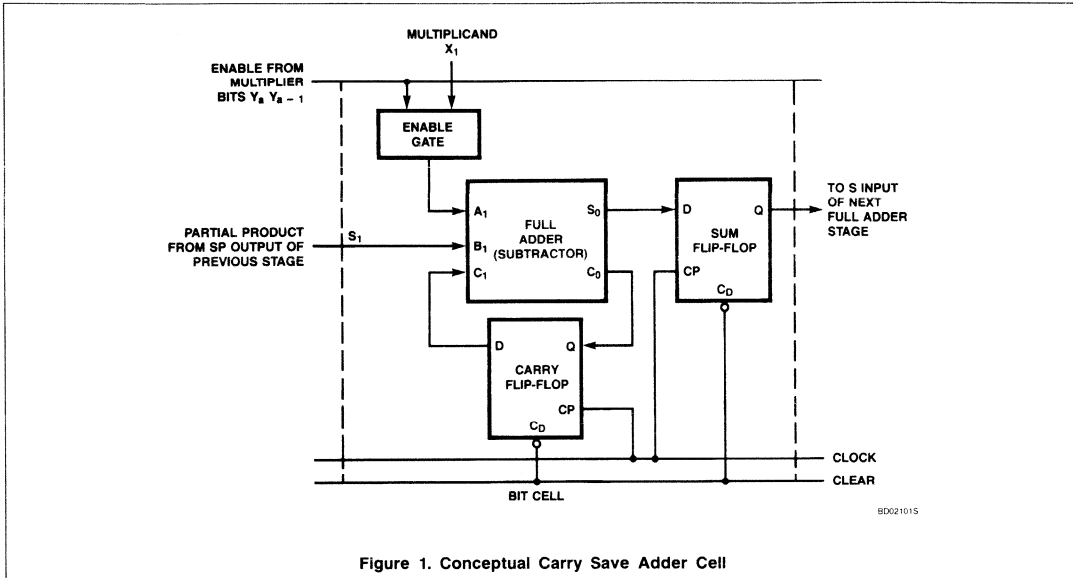 MULTIPLICAND
X1
ENABLE FROM
MULTIPLIER
BITS Ya Ya – 1
ENABLE
GATE
PARTIAL PRODUCT
FROM SP OUTPUT OF
PREVIOUS STAGE
S1
A1
B1
C1
FULL
ADDER
(SUBTRACTOR)
S0
C0
D
Q
SUM
FLIP-FLOP
CP
CD
TO S INPUT
OF NEXT
FULL ADDER
STAGE
D
Q
CARRY
FLIP-FLOP
CP
CD
CLOCK
CLEAR
BIT CELL
BD02101S
Figure 1. Conceptual Carry Save Adder Cell